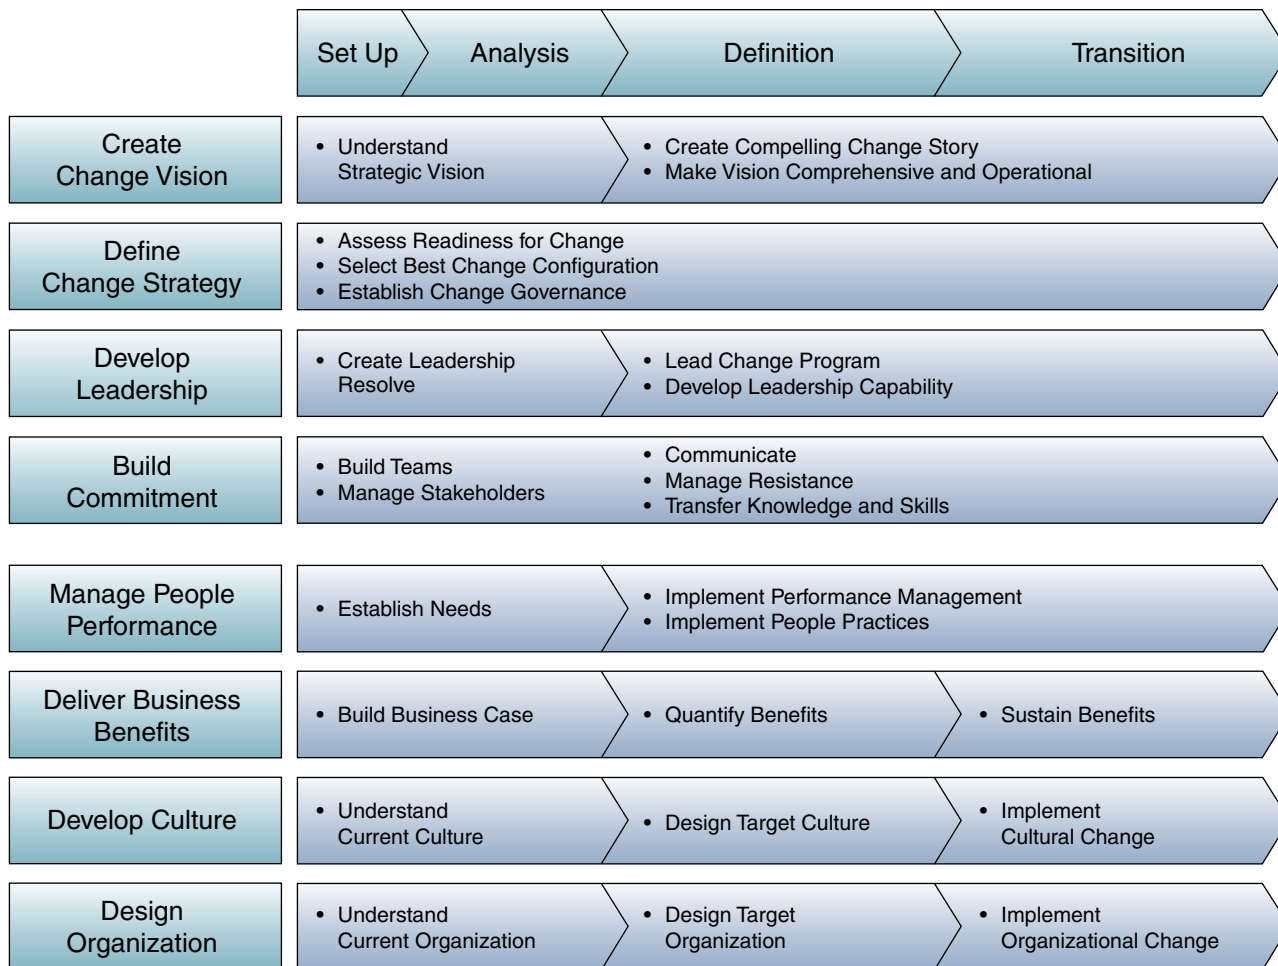 Set Up
Analysis
Definition
Transition
Create
Change Vision
• Understand
Strategic Vision
• Create Compelling Change Story
• Make Vision Comprehensive and Operational
Define
Change Strategy
• Assess Readiness for Change
• Select Best Change Configuration
• Establish Change Governance
Develop
Leadership
• Create Leadership
Resolve
• Lead Change Program
• Develop Leadership Capability
Build
Commitment
• Build Teams
• Manage Stakeholders
• Communicate
• Manage Resistance
• Transfer Knowledge and Skills
Manage People
Performance
• Establish Needs
• Implement Performance Management
• Implement People Practices
Deliver Business
Benefits
• Build Business Case
• Quantify Benefits
• Sustain Benefits
Develop Culture
• Understand
Current Culture
• Design Target Culture
• Implement
Cultural Change
Design
Organization
• Understand
Current Organization
• Design Target
Organization
• Implement
Organizational Change